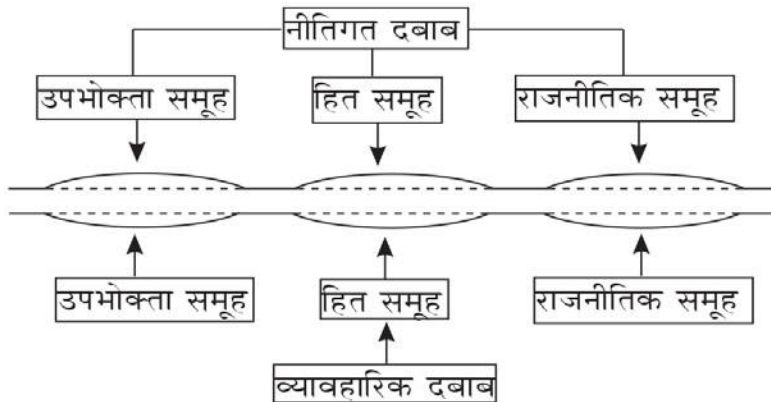 नीतिगत दबाब
उपभोक्ता समूह
हित समूह
राजनीतिक समूह
उपभोक्ता समूह
हित समूह
राजनीतिक समूह
व्यावहारिक दबाब